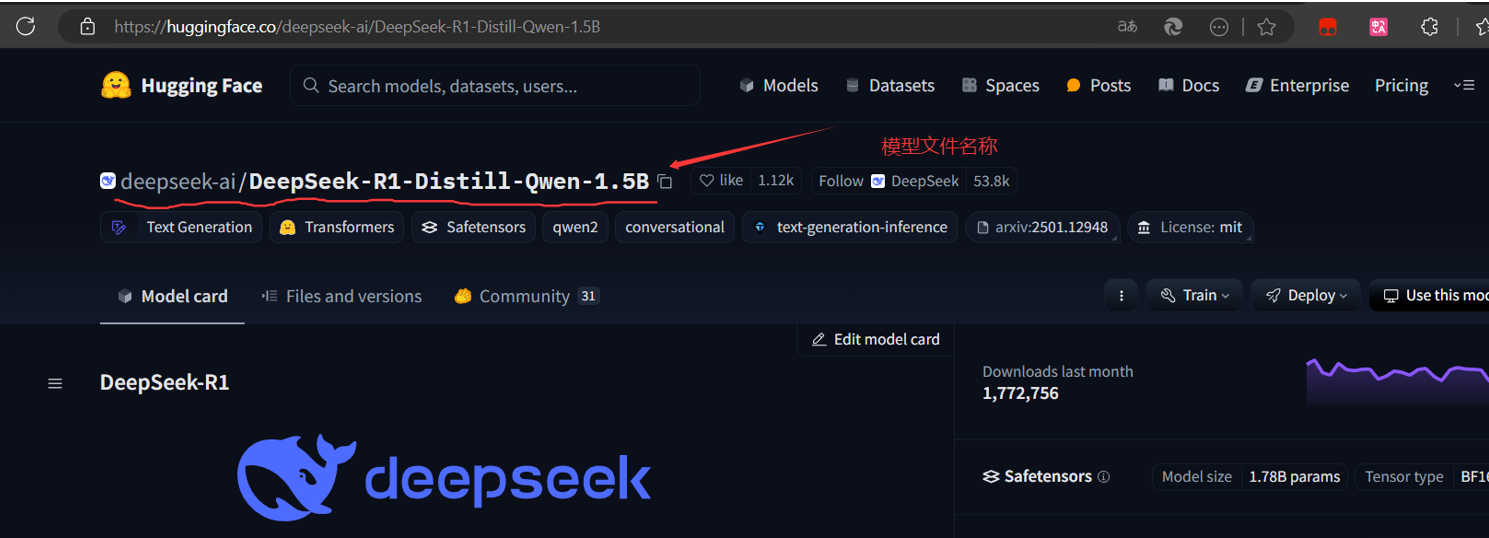 https://huggingface.co/deepseek-ai/DeepSeek-R1-Distill-Qwen-1.5B
Hugging Face Search models, datasets, users... Models Datasets Spaces Posts Docs Enterprise Pricing
模型文件名称
deepseek-ai/DeepSeek-R1-Distill-Qwen-1.5B like 1.12k Follow DeepSeek 53.8k
Text Generation Transformers Safetensors qwen2 conversational text-generation-inference arxiv:2501.12948 License: mit
Model card Files and versions Community 31 Train Deploy Use this
Edit model card
Downloads last month
DeepSeek-R1
1,772,756
deepseek
Safetensors Model size 1.78B params Tensor type